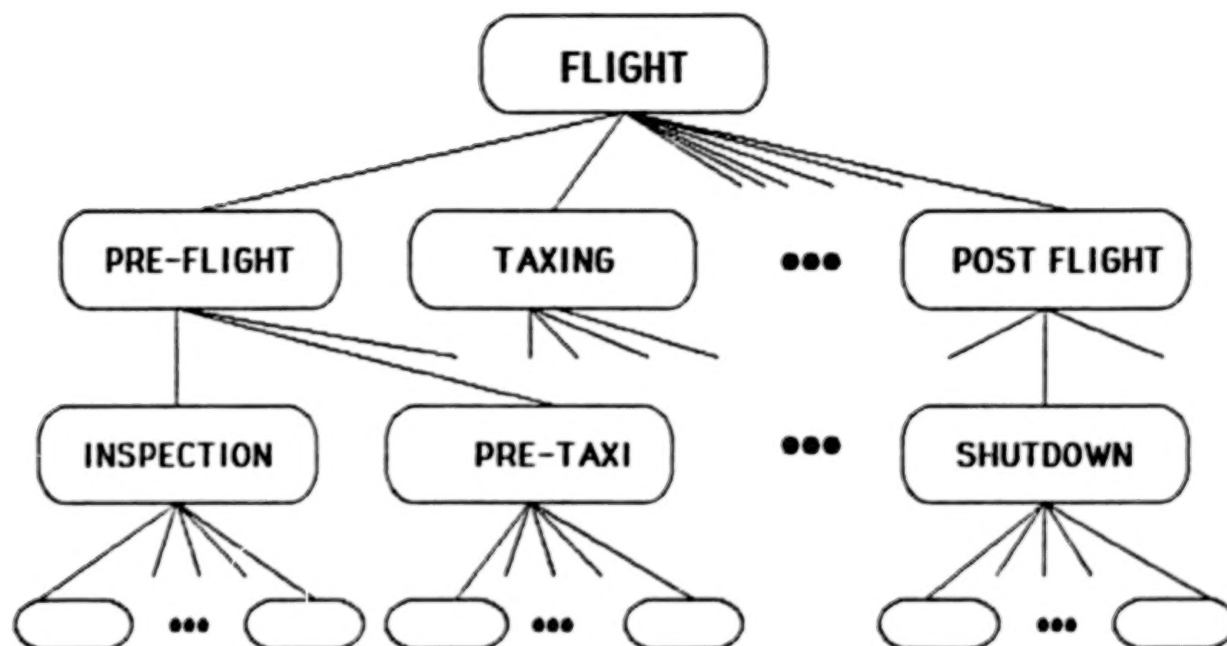 FLIGHT
PRE-FLIGHT
TAXING
●●●
POST FLIGHT
INSPECTION
PRE-TAXI
●●●
SHUTDOWN
●●●
●●●
●●●